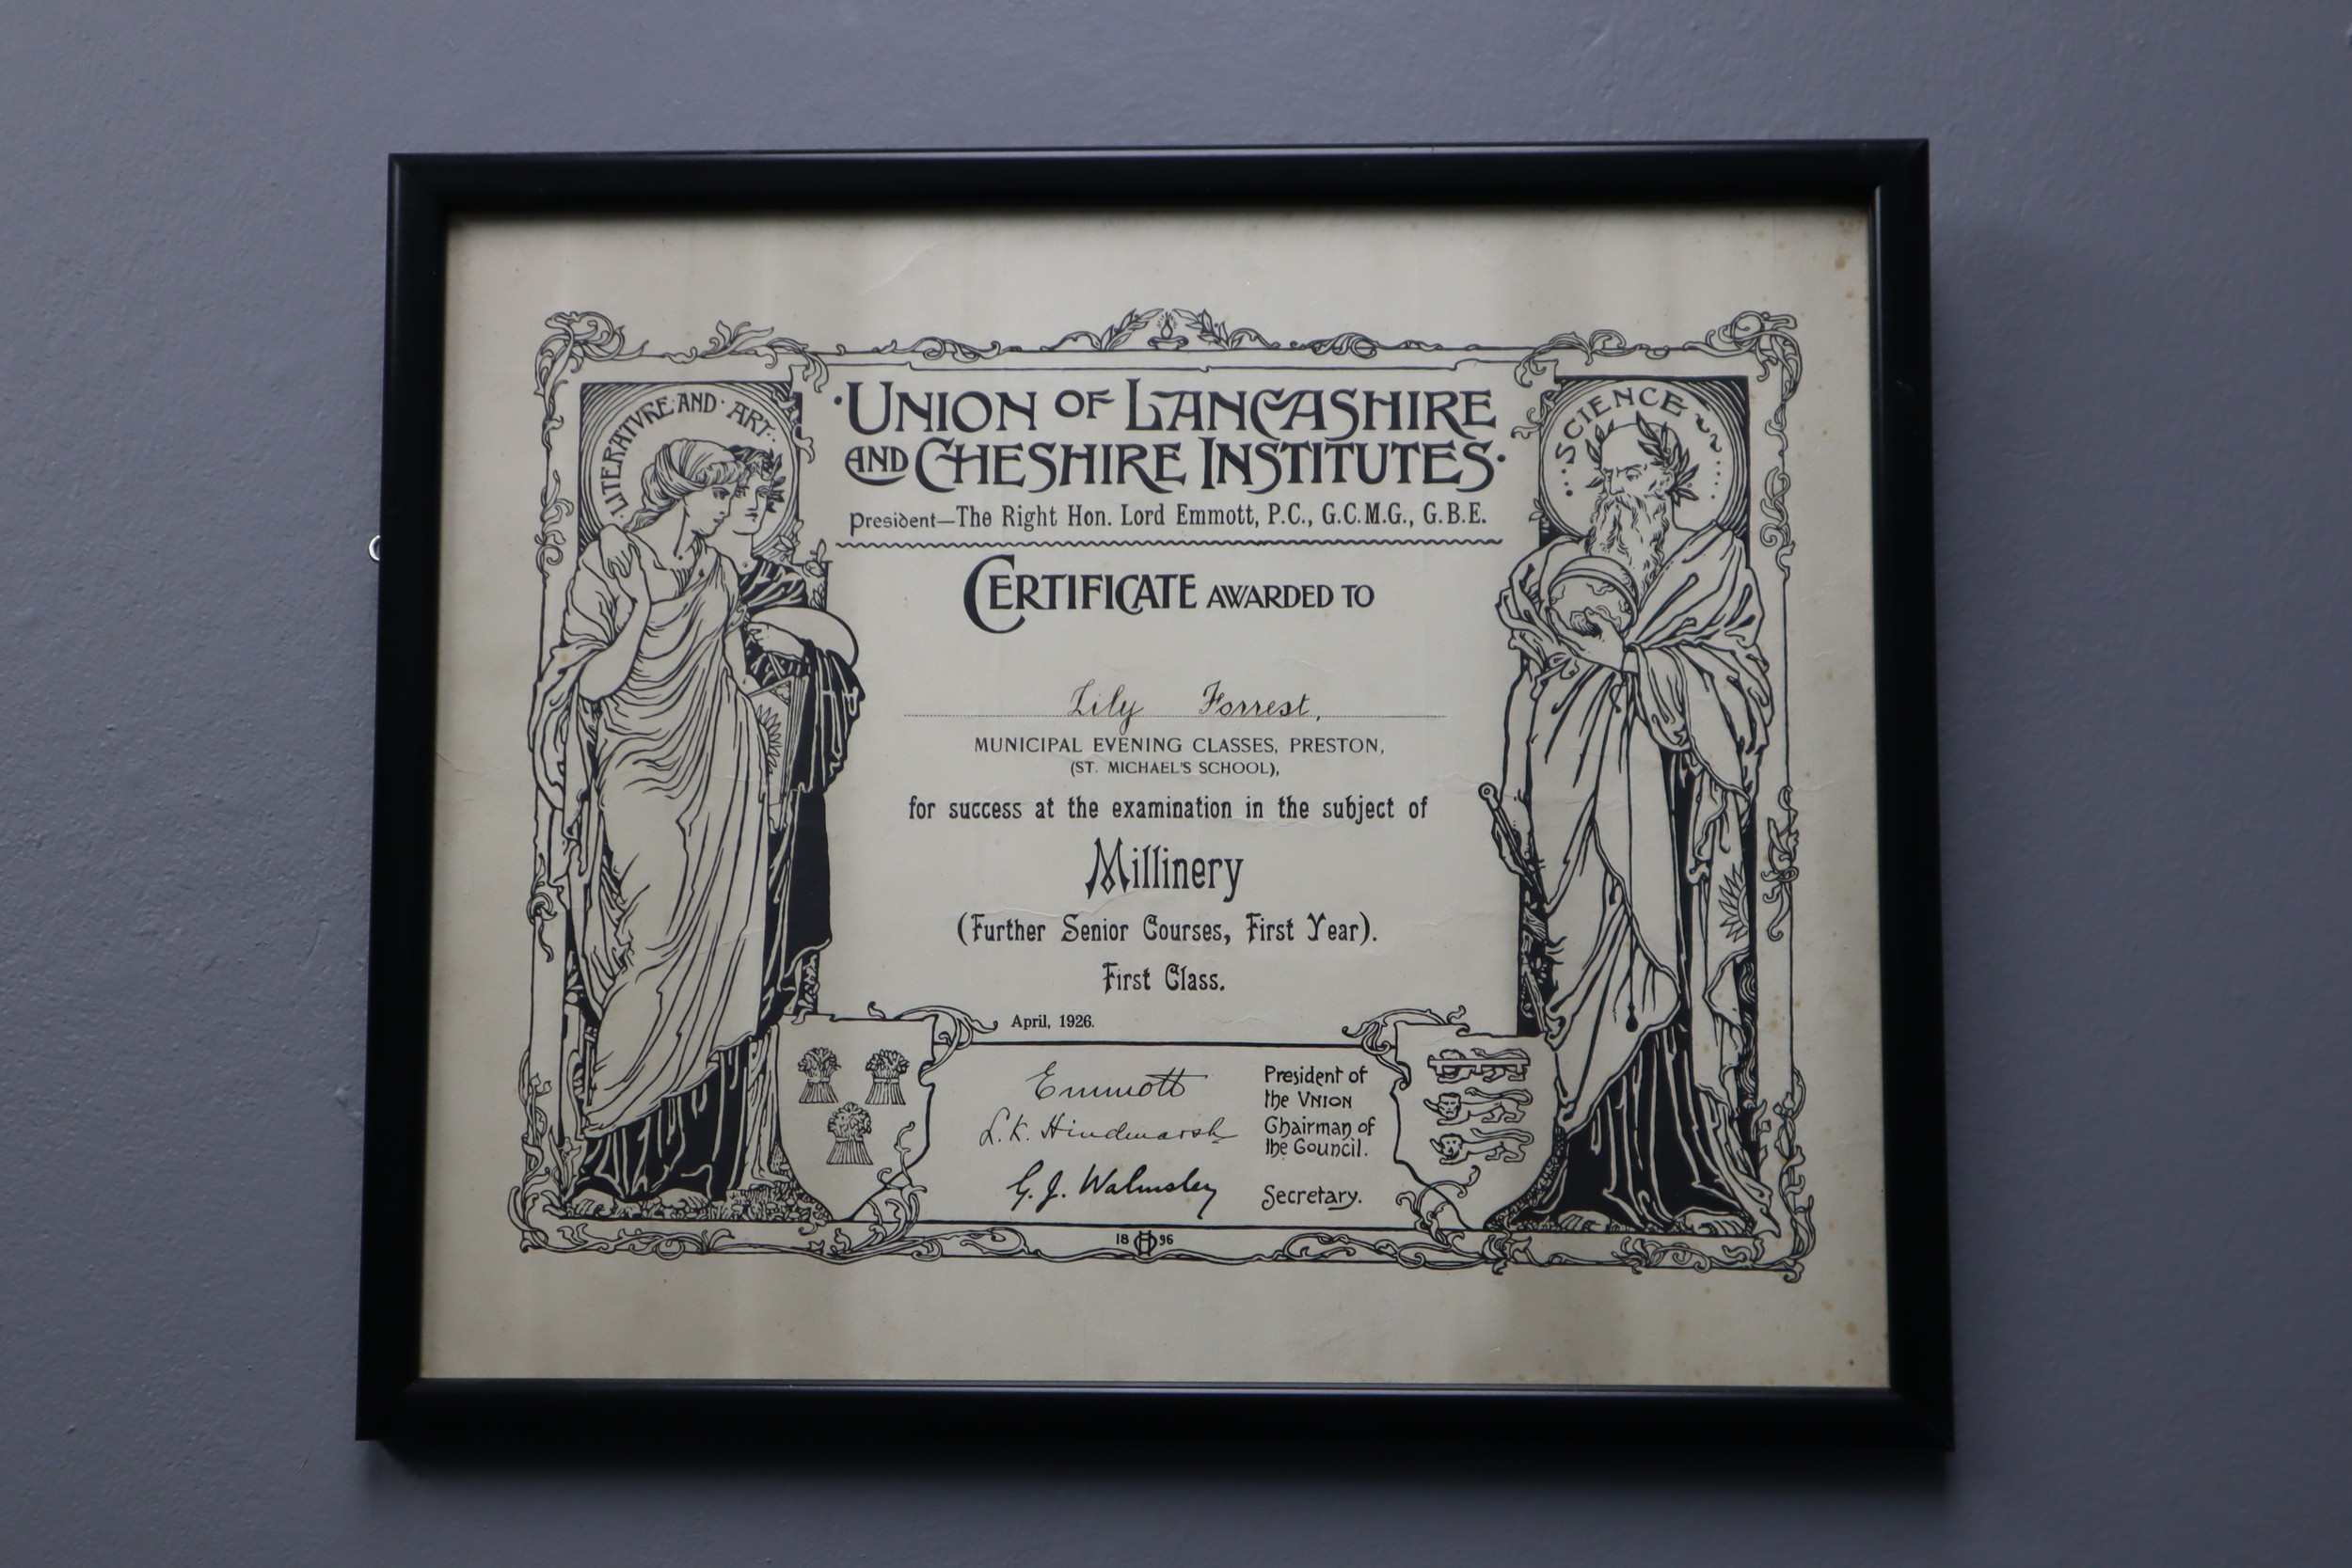 LITERATVRE AND · ART ·
· SCIENCE
· UNION OF LANCASHIRE
AND CHESHIRE INSTITUTES ·
President—The Right Hon. Lord Emmott, P.C., G.C.M.G., G.B.E.
CERTIFICATE AWARDED TO
Lily Forrest,
MUNICIPAL EVENING CLASSES, PRESTON,
(ST. MICHAEL'S SCHOOL),
for success at the examination in the subject of
Millinery
(Further Senior Courses, First Year).
First Class.
April, 1926.
Emmott
President of
the VNION
L. K. Hindmarsh
Chairman of
the Council.
G. J. Walmsley
Secretary.
18 96